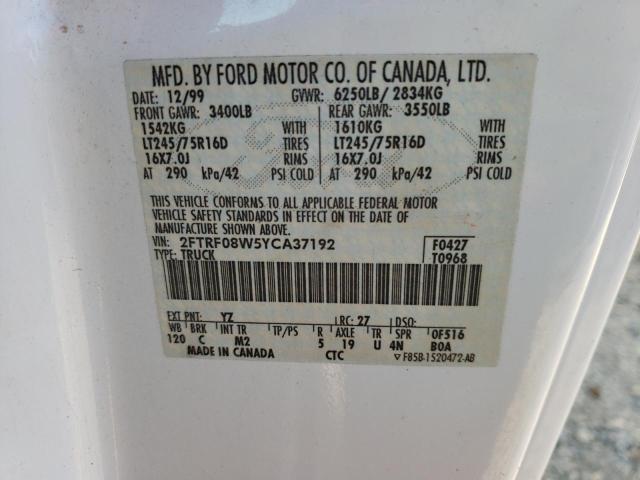 MFD. BY FORD MOTOR CO. OF CANADA, LTD.
DATE: 12/99 GVWR: 6250LB/ 2834KG
FRONT GAWR: 3400LB REAR GAWR: 3550LB
1542KG WITH 1610KG WITH
LT245/75R16D TIRES LT245/75R16D TIRES
16X7.0J RIMS 16X7.0J RIMS
AT 290 kPa/42 PSI COLD AT 290 kPa/42 PSI COLD
THIS VEHICLE CONFORMS TO ALL APPLICABLE FEDERAL MOTOR
VEHICLE SAFETY STANDARDS IN EFFECT ON THE DATE OF
MANUFACTURE SHOWN ABOVE.
VIN: 2FTRF08W5YCA37192 F0427
TYPE: TRUCK T0968
EXT PNT: YZ RC: 27 DSO:
WB BRK INT TR TP/PS R AXLE TR SPR 0F516
120 C M2 5 19 U 4N B0A
MADE IN CANADA CTC F85B-1520472-AB